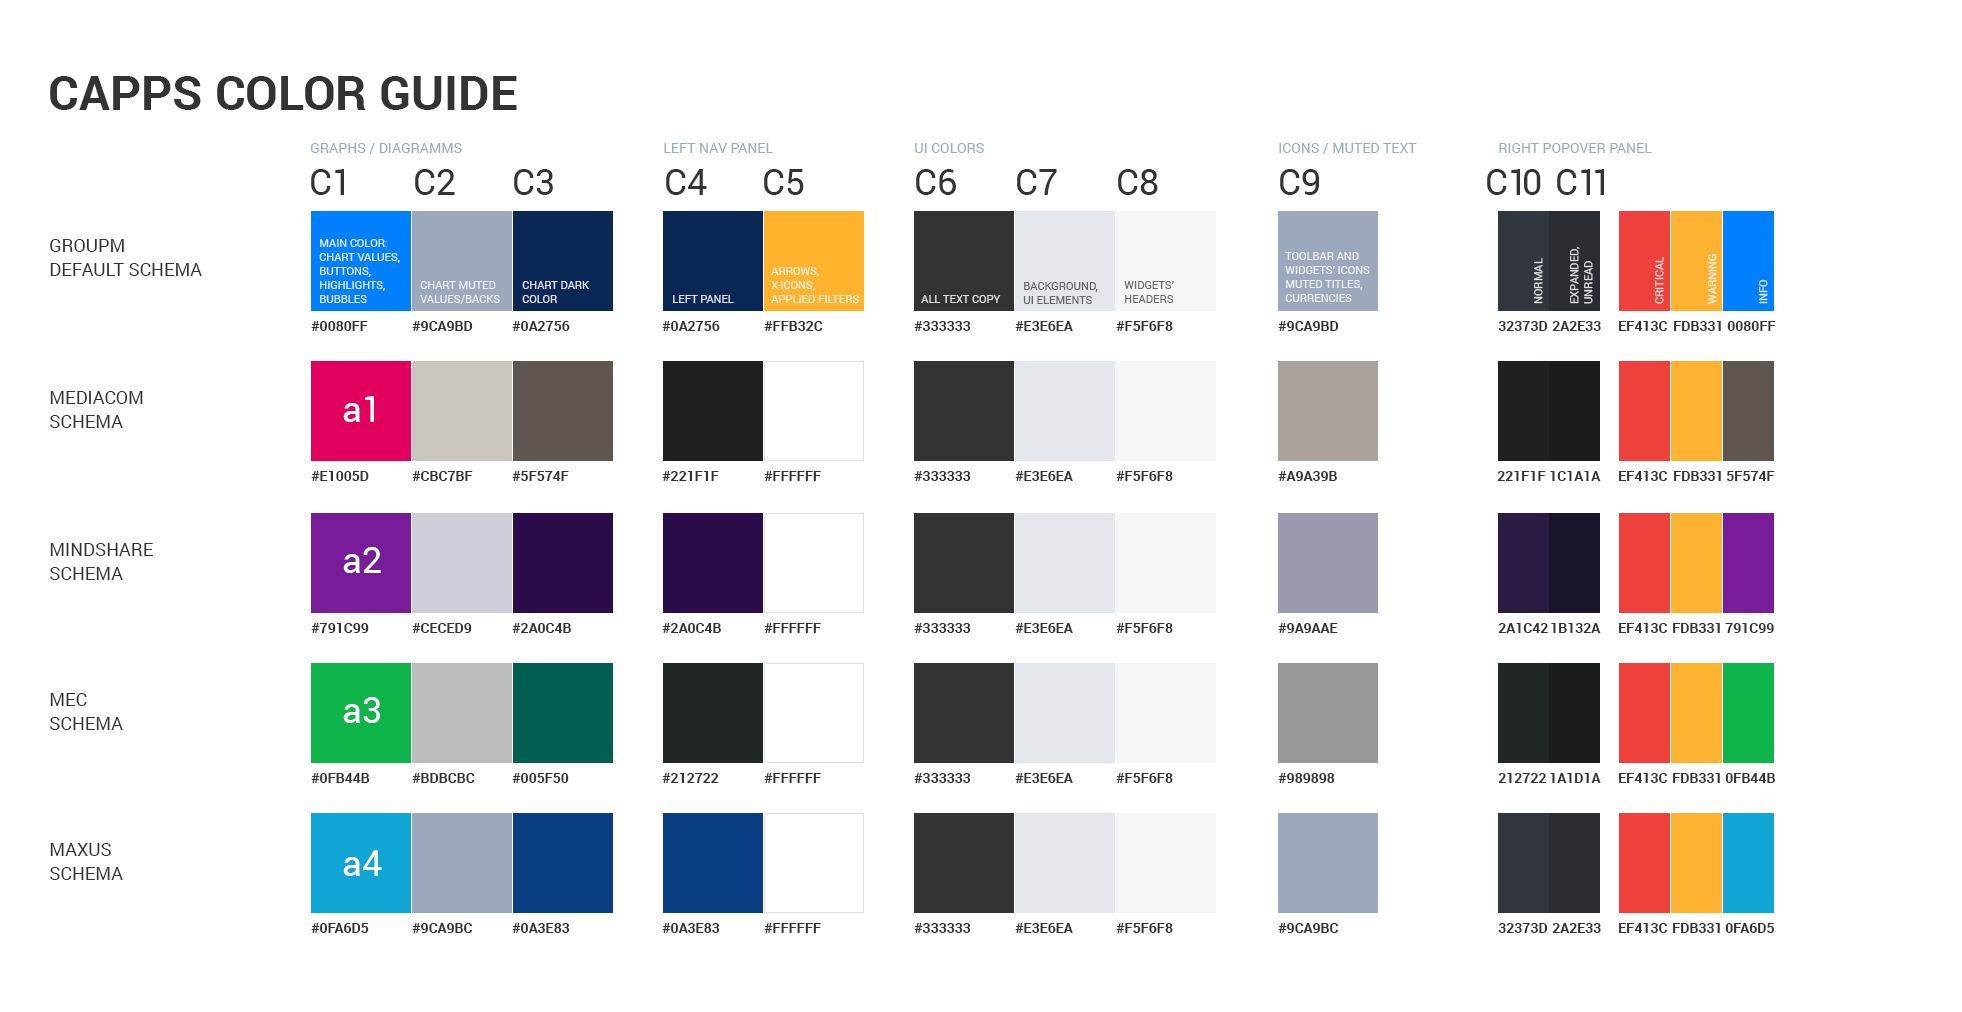 CAPPS COLOR GUIDE
GRAPHS / DIAGRAMMS
LEFT NAV PANEL
UI COLORS
ICONS / MUTED TEXT
RIGHT POPOVER PANEL
C1 C2 C3 C4 C5 C6 C7 C8 C9 C10 C11
GROUPM
DEFAULT SCHEMA
MAIN COLOR:
CHART VALUES,
BUTTONS,
HIGHLIGHTS,
BUBBLES
CHART MUTED
VALUES/BACKS
CHART DARK
COLOR
LEFT PANEL
ARROWS,
X-ICONS,
APPLIED FILTERS
ALL TEXT COPY
BACKGROUND,
UI ELEMENTS
WIDGETS’
HEADERS
TOOLBAR AND
WIDGETS’ ICONS
MUTED TITLES,
CURRENCIES
NORMAL
EXPANDED,
UNREAD
CRITICAL
WARNING
INFO
#0080FF #9CA9BD #0A2756 #0A2756 #FFB32C #333333 #E3E6EA #F5F6F8 #9CA9BD 32373D 2A2E33 EF413C FDB331 0080FF
MEDIACOM
SCHEMA
a1
#E1005D #CBC7BF #5F574F #221F1F #FFFFFF #333333 #E3E6EA #F5F6F8 #A9A39B 221F1F 1C1A1A EF413C FDB331 5F574F
MINDSHARE
SCHEMA
a2
#791C99 #CECED9 #2A0C4B #2A0C4B #FFFFFF #333333 #E3E6EA #F5F6F8 #9A9AAE 2A1C42 1B132A EF413C FDB331 791C99
MEC
SCHEMA
a3
#0FB44B #BDBCBC #005F50 #212722 #FFFFFF #333333 #E3E6EA #F5F6F8 #989898 212722 1A1D1A EF413C FDB331 0FB44B
MAXUS
SCHEMA
a4
#0FA6D5 #9CA9BC #0A3E83 #0A3E83 #FFFFFF #333333 #E3E6EA #F5F6F8 #9CA9BC 32373D 2A2E33 EF413C FDB331 0FA6D5